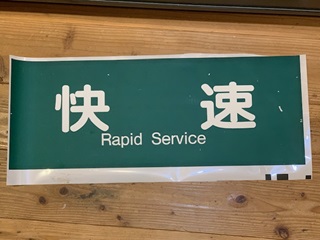 快速
Rapid Service